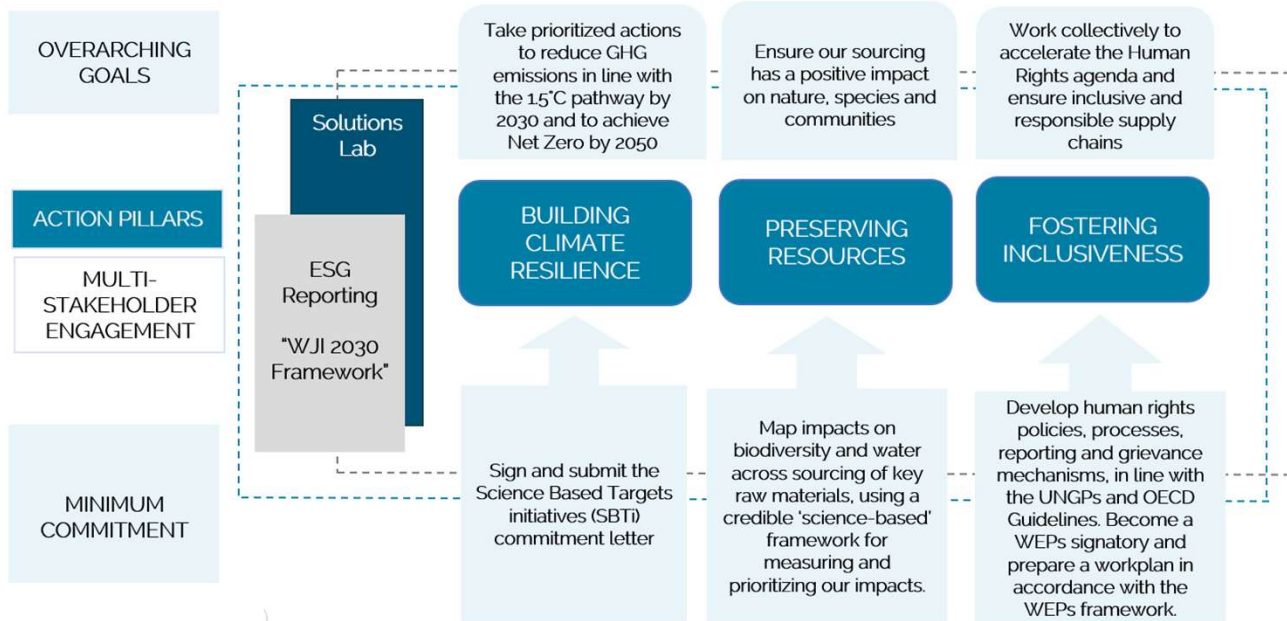 OVERARCHING
GOALS
Take prioritized actions
to reduce GHG
emissions in line with
the 1.5°C pathway by
2030 and to achieve
Net Zero by 2050
Ensure our sourcing
has a positive impact
on nature, species and
communities
Work collectively to
accelerate the Human
Rights agenda and
ensure inclusive and
responsible supply
chains
Solutions
Lab
ACTION PILLARS
MULTI-
STAKEHOLDER
ENGAGEMENT
ESG
Reporting
"WJI 2030
Framework"
BUILDING
CLIMATE
RESILIENCE
PRESERVING
RESOURCES
FOSTERING
INCLUSIVENESS
MINIMUM
COMMITMENT
Sign and submit the
Science Based Targets
initiatives (SBTi)
commitment letter
Map impacts on
biodiversity and water
across sourcing of key
raw materials, using a
credible ‘science-based’
framework for
measuring and
prioritizing our impacts.
Develop human rights
policies, processes,
reporting and grievance
mechanisms, in line with
the UNGPs and OECD
Guidelines. Become a
WEPs signatory and
prepare a workplan in
accordance with the
WEPs framework.